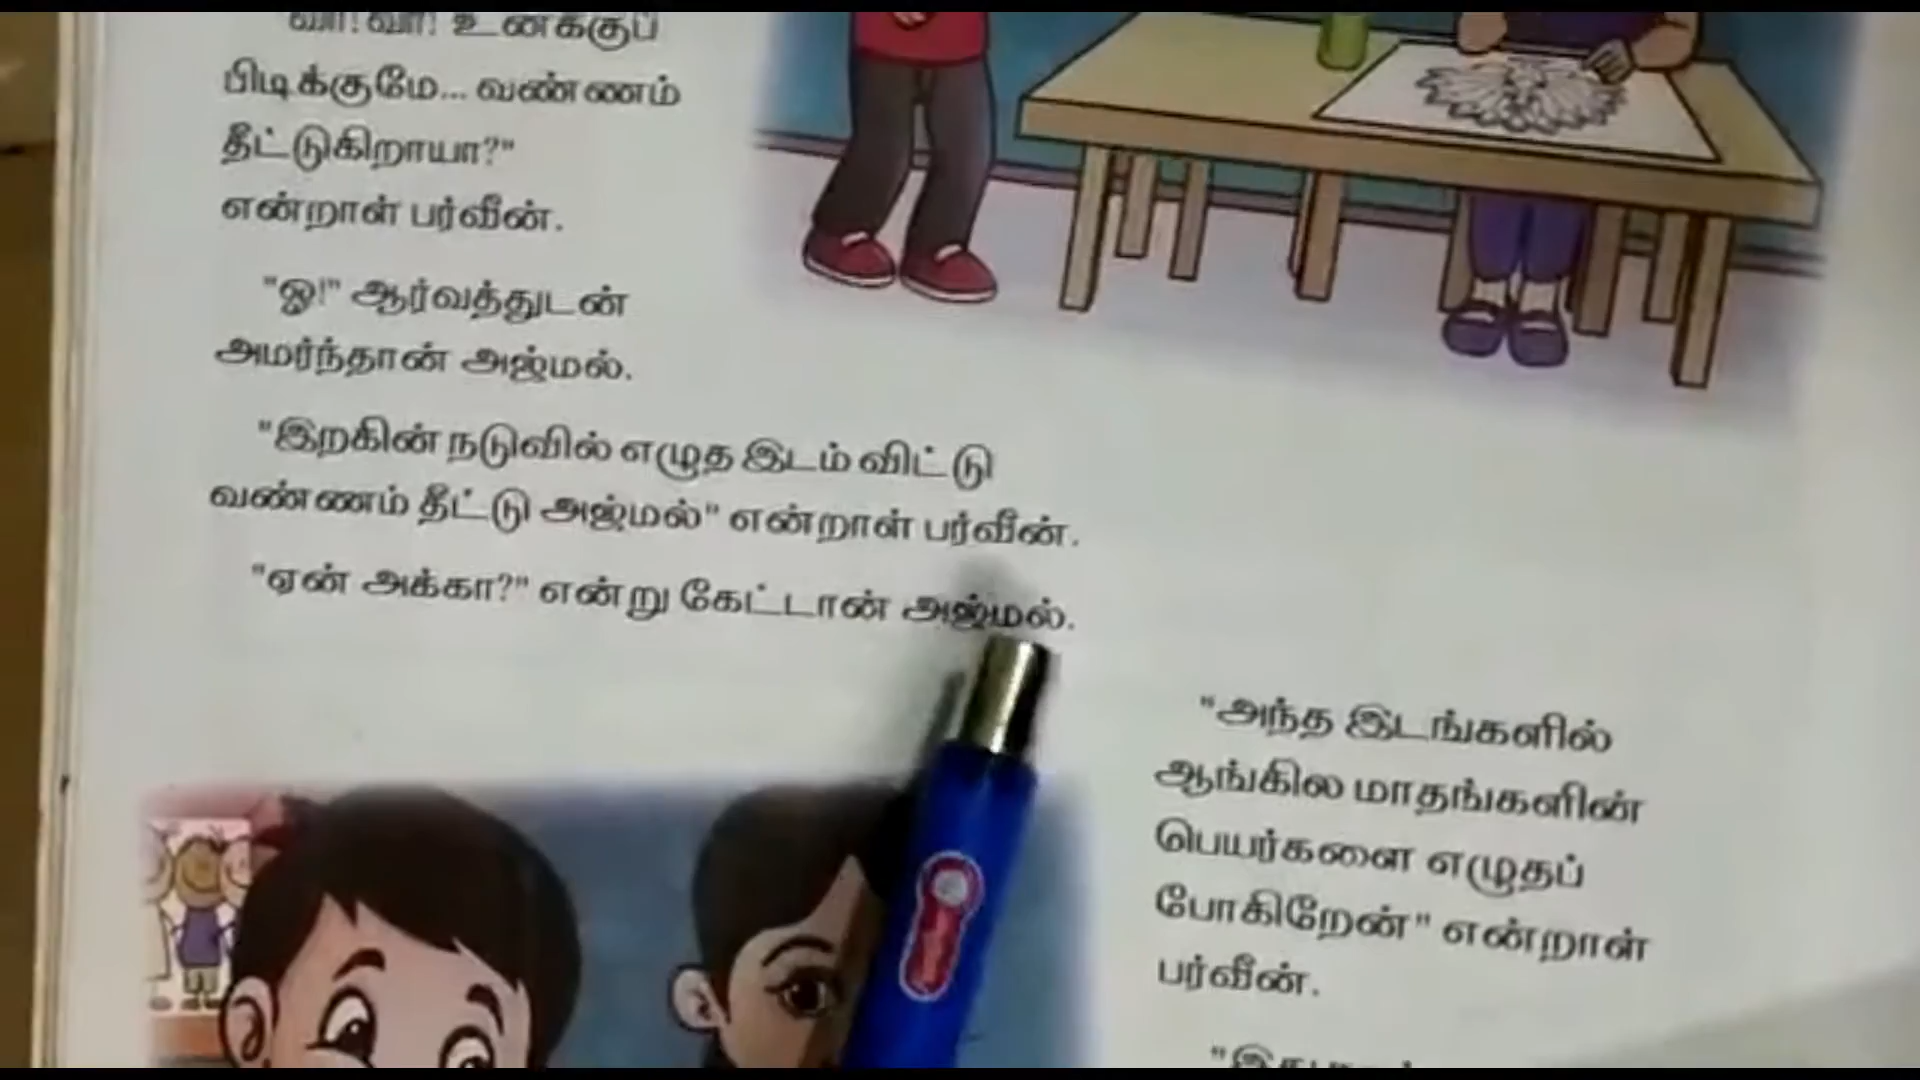 "வா! வா! உனக்குப்
பிடிக்குமே... வண்ணம்
தீட்டுகிறாயா?"
என்றாள் பர்வீன்.
"ஓ!" ஆர்வத்துடன்
அமர்ந்தான் அஜ்மல்.
"இறகின் நடுவில் எழுத இடம் விட்டு
வண்ணம் தீட்டு அஜ்மல்" என்றாள் பர்வீன்.
"ஏன் அக்கா?" என்று கேட்டான் அஜ்மல்.
"அந்த இடங்களில்
ஆங்கில மாதங்களின்
பெயர்களை எழுதப்
போகிறேன்" என்றாள்
பர்வீன்.